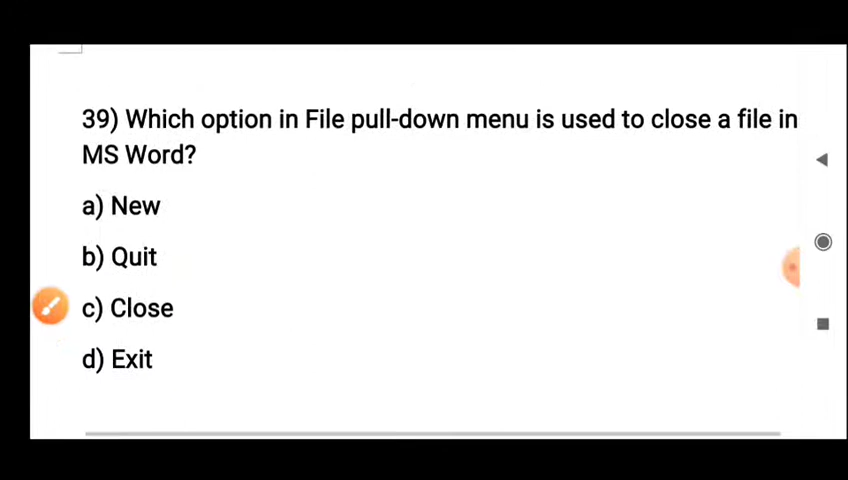 39) Which option in File pull-down menu is used to close a file in
MS Word?
a) New
b) Quit
c) Close
d) Exit